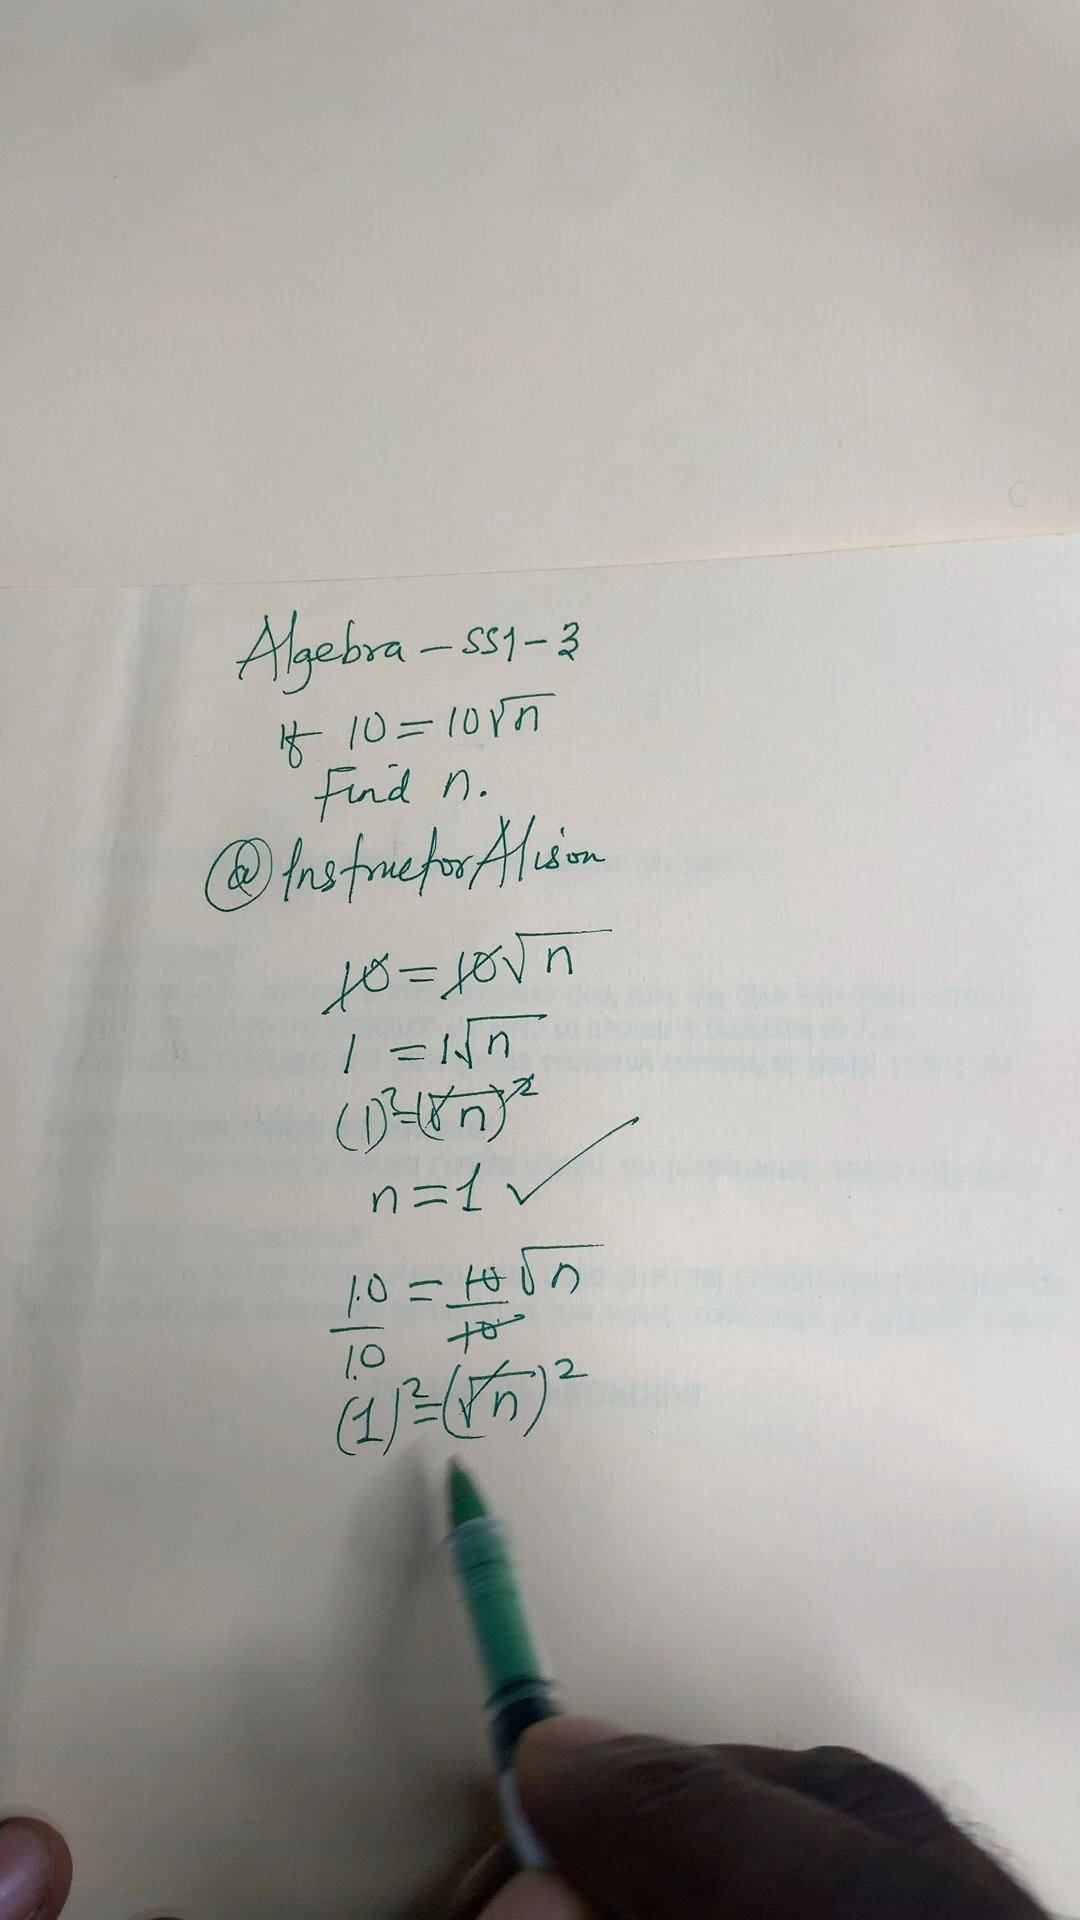 Algebra - SS1-3
If 10 = 10√n
Find n.
@InstructorAlison
10 = 10√n
1 = 1√n
(1)² = (√n)²
n = 1 ✓
10/10 = 10√n/10
(1)² = (√n)²